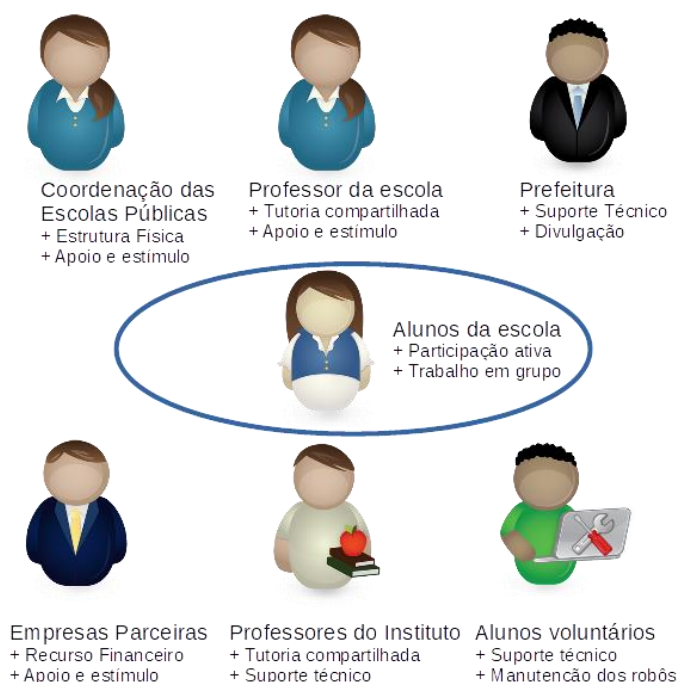 Coordenação das
Escolas Públicas
+ Estrutura Física
+ Apoio e estímulo
Professor da escola
+ Tutoria compartilhada
+ Apoio e estímulo
Prefeitura
+ Suporte Técnico
+ Divulgação
Alunos da escola
+ Participação ativa
+ Trabalho em grupo
Empresas Parceiras
+ Recurso Financeiro
+ Apoio e estímulo
Professores do Instituto
+ Tutoria compartilhada
+ Suporte técnico
Alunos voluntários
+ Suporte técnico
+ Manutenção dos robôs